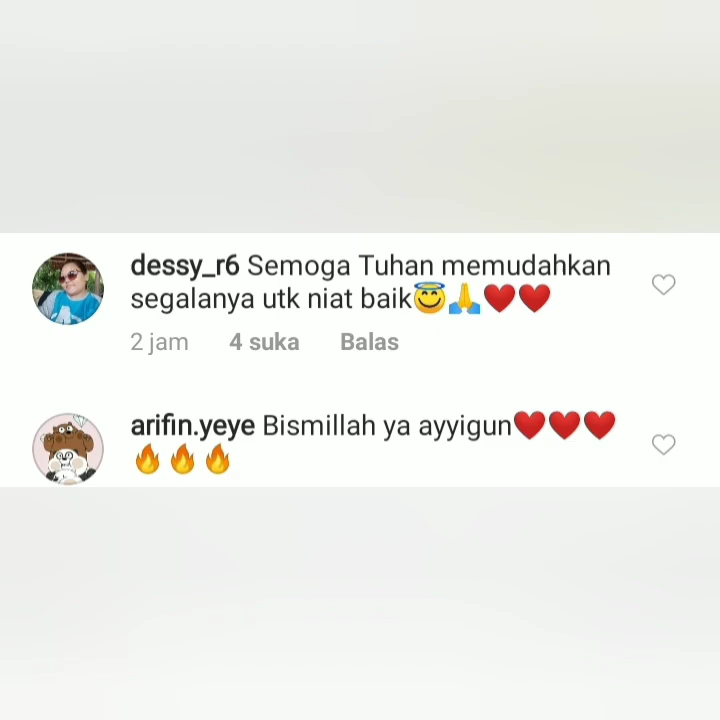 dessy_r6 Semoga Tuhan memudahkan
segalanya utk niat baik😇🙏❤️❤️
2 jam 4 suka Balas
arifin.yeye Bismillah ya ayyigun❤️❤️❤️
🔥🔥🔥